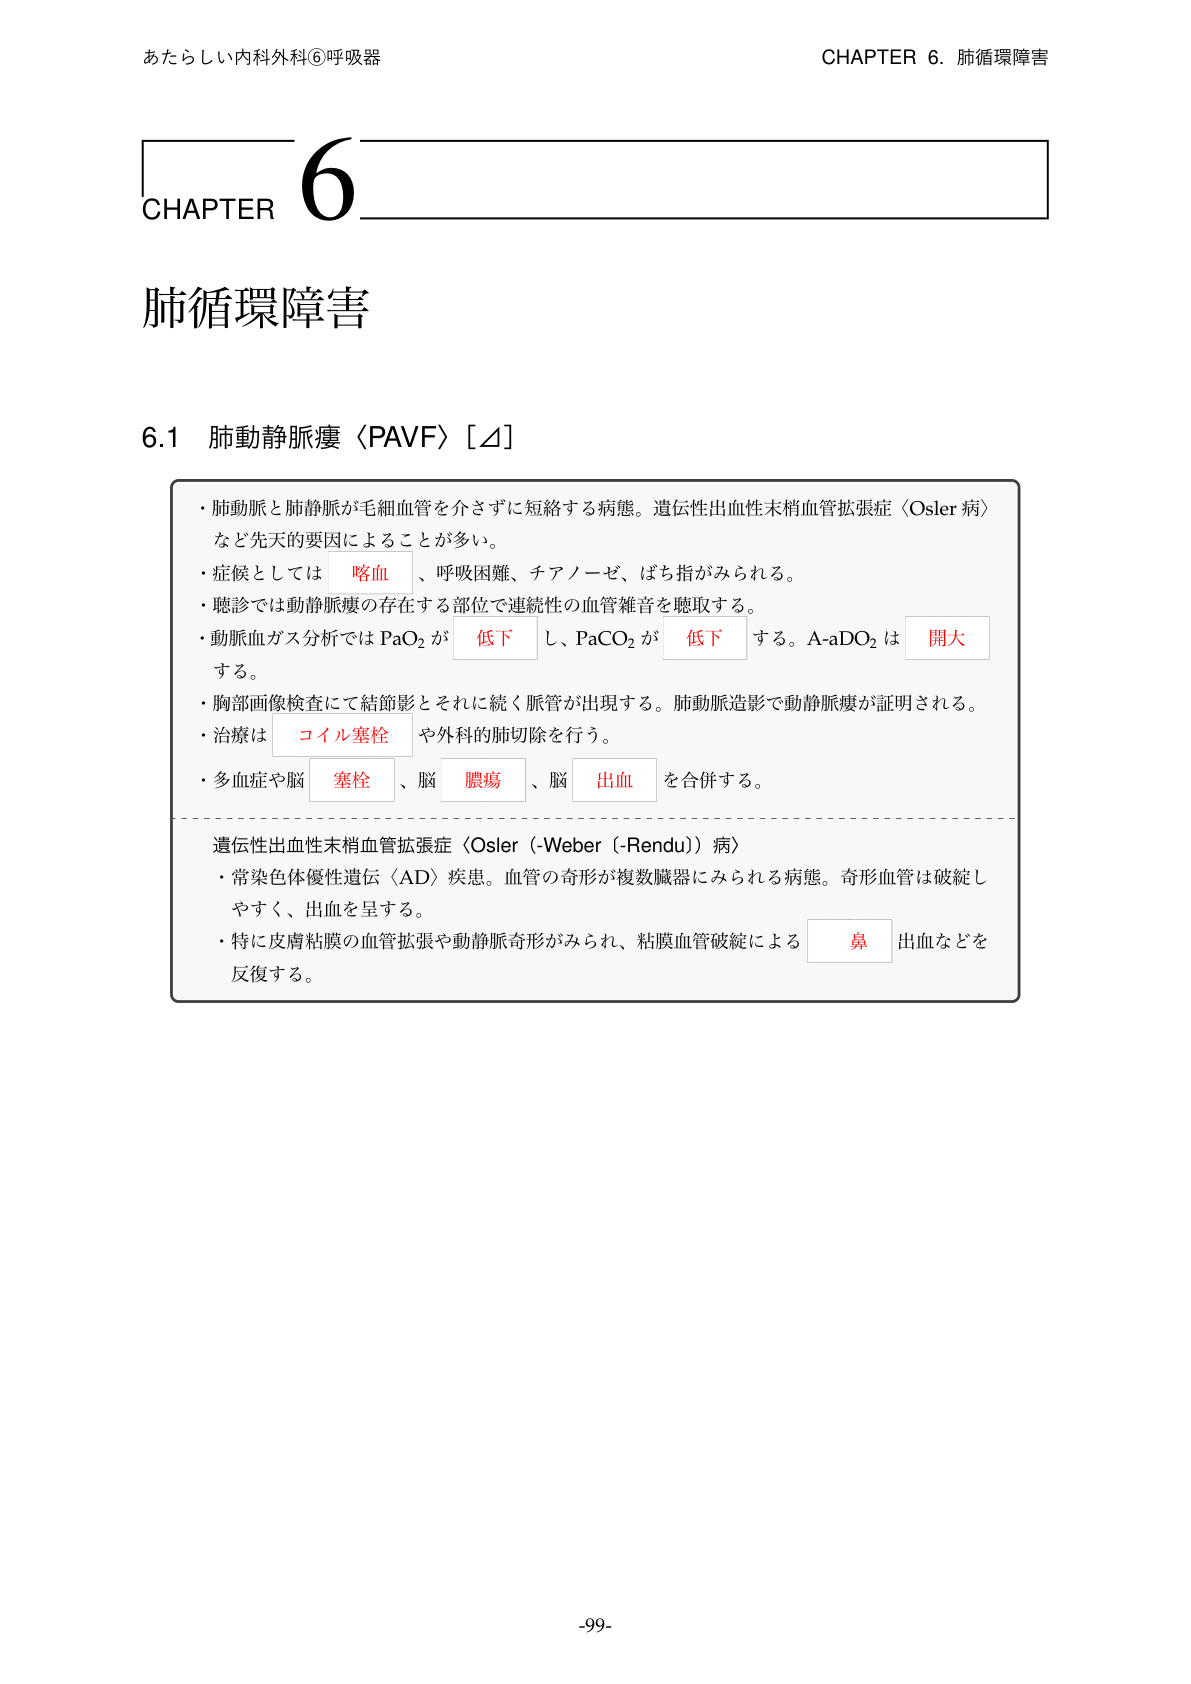 あたらしい内科外科⑥呼吸器
CHAPTER 6. 肺循環障害
CHAPTER 6
肺循環障害
6.1 肺動静脈瘻〈PAVF〉[⊿]
・肺動脈と肺静脈が毛細血管を介さずに短絡する病態。遺伝性出血性末梢血管拡張症〈Osler 病〉
など先天的要因によることが多い。
・症候としては 喀血 、呼吸困難、チアノーゼ、ばち指がみられる。
・聴診では動静脈瘻の存在する部位で連続性の血管雑音を聴取する。
・動脈血ガス分析では PaO₂ が 低下 し、PaCO₂ が 低下 する。A-aDO₂ は 開大
する。
・胸部画像検査にて結節影とそれに続く脈管が出現する。肺動脈造影で動静脈瘻が証明される。
・治療は コイル塞栓 や外科的肺切除を行う。
・多血症や脳 塞栓 、脳 膿瘍 、脳 出血 を合併する。
遺伝性出血性末梢血管拡張症〈Osler（-Weber〔-Rendu〕）病〉
・常染色体優性遺伝〈AD〉疾患。血管の奇形が複数臓器にみられる病態。奇形血管は破綻し
やすく、出血を呈する。
・特に皮膚粘膜の血管拡張や動静脈奇形がみられ、粘膜血管破綻による 鼻 出血などを
反復する。
-99-